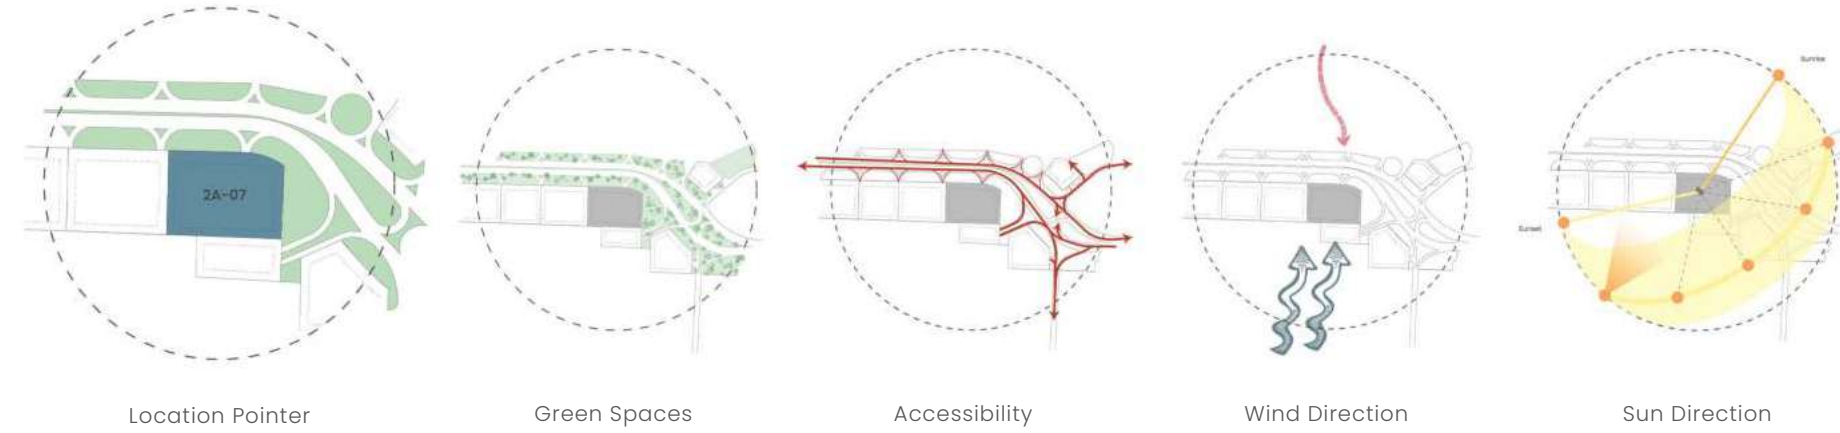 Sunrise
2A-07
Sunset
Location Pointer
Green Spaces
Accessibility
Wind Direction
Sun Direction